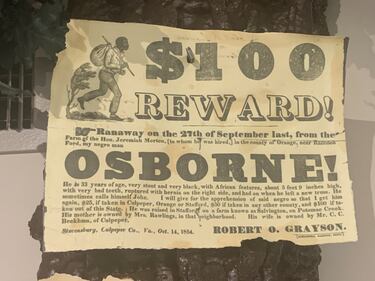 $100
REWARD!
Ranaway on the 27th of September last, from the
Farm of the Hon. Jeremiah Morton, (to whom he was hired,) in the county of Orange, near Raccoon
Ford, my negro man
OSBORNE!
He is 33 years of age, very stout and very black, with African features, about 5 feet 9 inches high,
with very bad teeth, ruptured with hernia on the right side, and had on when he left a new truss. He
sometimes calls himself John. I will give for the apprehension of said negro so that I get him
again, $25, if taken in Culpeper, Orange or Stafford, $50 if taken in any other county, and $100 if
ken out of this State. He was raised in Stafford on a farm known as Salvington, on Potomac Creek.
His mother is owned by Mrs. Rawlings, in that neighborhood. His wife is owned by Mr. C. C.
of Culpeper.
Stevensburg, Culpeper Co., Va., Oct. 14, 1854.
ROBERT O. GRAYSON.